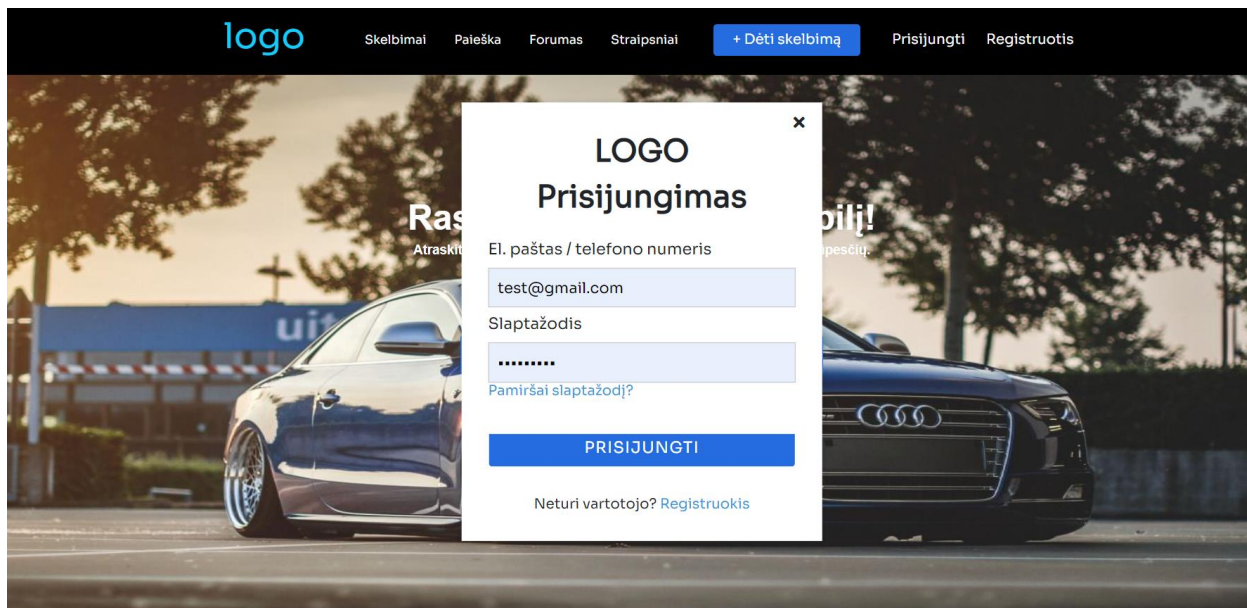 logo
Skelbimai Paieška Forumas Straipsniai + Dėti skelbimą Prisijungti Registruotis
LOGO
Prisijungimas
El. paštas / telefono numeris
test@gmail.com
Slaptažodis
Pamiršai slaptažodį?
PRISIJUNGTI
Neturi vartotojo? Registruokis